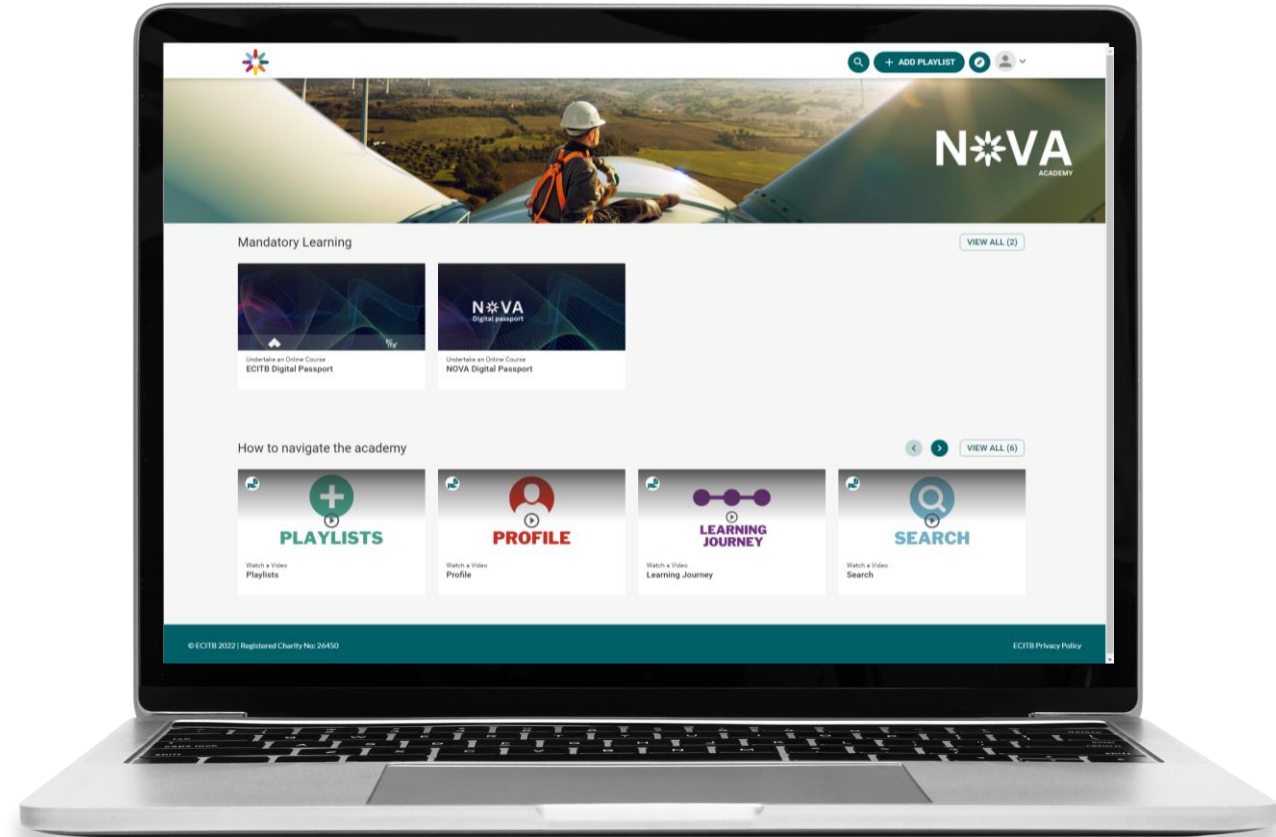 + ADD PLAYLIST
N VA
ACADEMY
Mandatory Learning
VIEW ALL (2)
N VA
Digital passport
Undertake an Online Course
ECITB Digital Passport
Undertake an Online Course
NOVA Digital Passport
How to navigate the academy
VIEW ALL (6)
PLAYLISTS
Watch a Video
Playlists
PROFILE
Watch a Video
Profile
LEARNING
JOURNEY
Watch a Video
Learning Journey
SEARCH
Watch a Video
Search
© ECITB 2022 | Registered Charity No: 26450
ECITB Privacy Policy